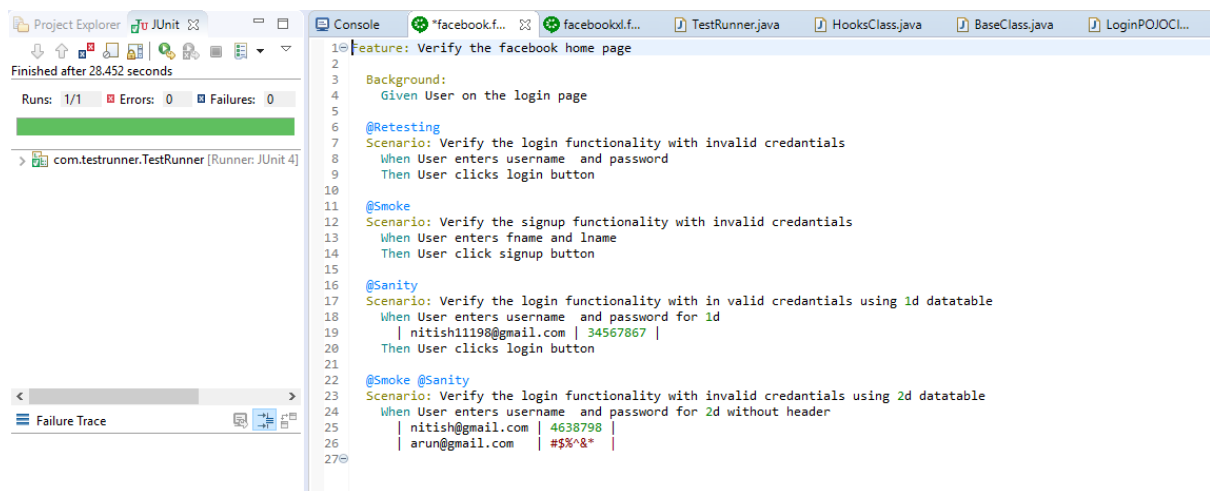 Project Explorer JUnit
Finished after 28.452 seconds
Runs: 1/1 Errors: 0 Failures: 0
com.testrunner.TestRunner [Runner: JUnit 4]
Failure Trace
Console *facebook.f... facebookxl.f... TestRunner.java HooksClass.java BaseClass.java LoginPOJOCl...
1 Feature: Verify the facebook home page
2
3 Background:
4 Given User on the login page
5
6 @Retesting
7 Scenario: Verify the login functionality with invalid credantials
8 When User enters username  and password
9 Then User clicks login button
10
11 @Smoke
12 Scenario: Verify the signup functionality with invalid credantials
13 When User enters fname and lname
14 Then User click signup button
15
16 @Sanity
17 Scenario: Verify the login functionality with in valid credantials using 1d datatable
18 When User enters username  and password for 1d
19 | nitish11198@gmail.com | 34567867 |
20 Then User clicks login button
21
22 @Smoke @Sanity
23 Scenario: Verify the login functionality with invalid credantials using 2d datatable
24 When User enters username  and password for 2d without header
25 | nitish@gmail.com | 4638798 |
26 | arun@gmail.com   | #$%^&*  |
27